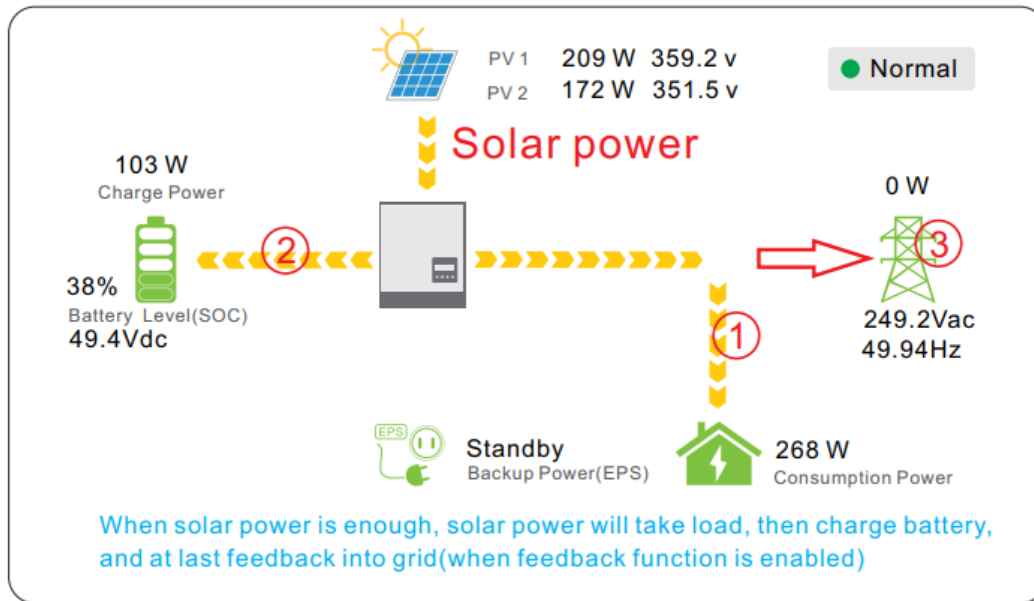 PV 1 209 W 359.2 v
PV 2 172 W 351.5 v
Normal
Solar power
103 W
Charge Power
0 W
②
③
38%
Battery Level(SOC)
49.4Vdc
249.2Vac
49.94Hz
①
EPS
Standby
Backup Power(EPS)
268 W
Consumption Power
When solar power is enough, solar power will take load, then charge battery,
and at last feedback into grid(when feedback function is enabled)